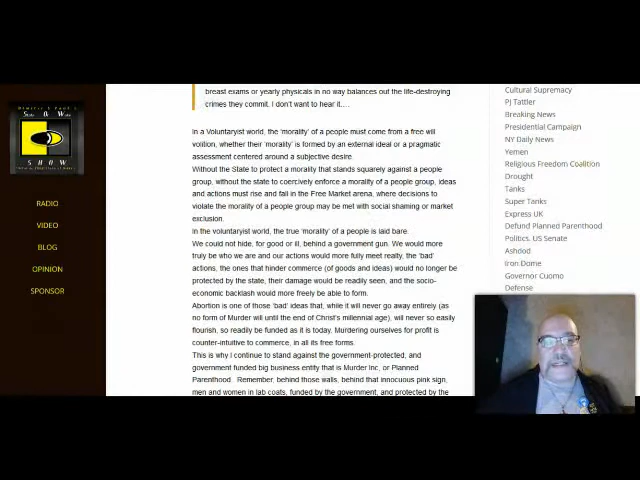 State Of Wake
S H O W
RADIO
VIDEO
BLOG
OPINION
SPONSOR
breast exams or yearly physicals in no way balances out the life-destroying
crimes they commit. I don't want to hear it....
In a Voluntaryist world, the 'morality' of a people must come from a free will
volition, whether their 'morality' is formed by an external ideal or a pragmatic
assessment centered around a subjective desire.
Without the State to protect a morality that stands squarely against a people
group, without the state to coercively enforce a morality of a people group, ideas
and actions must rise and fall in the Free Market arena, where decisions to
violate the morality of a people group may be met with social shaming or market
exclusion.
In the voluntaryist world, the true 'morality' of a people is laid bare.
We could not hide, for good or ill, behind a government gun. We would more
truly be who we are and our actions would more fully meet reality, the 'bad'
actions, the ones that hinder commerce (of goods and ideas) would no longer be
protected by the state, their damage would be readily seen, and the socio-
economic backlash would more freely be able to form.
Abortion is one of those 'bad' ideas that, while it will never go away entirely (as
no form of Murder will until the end of Christ's millennial age), will never so easily
flourish, so readily be funded as it is today. Murdering ourselves for profit is
counter-intuitive to commerce, in all its free forms.
This is why I continue to stand against the government-protected, and
government funded big business entity that is Murder Inc, or Planned
Parenthood. Remember, behind those walls, behind that innocuous pink sign,
men and women in lab coats, funded by the government, and protected by the
Cultural Supremacy
PJ Tattler
Breaking News
Presidential Campaign
NY Daily News
Yemen
Religious Freedom Coalition
Drought
Tanks
Super Tanks
Express UK
Defund Planned Parenthood
Politics. US Senate
Ashdod
Iron Dome
Governor Cuomo
Defense